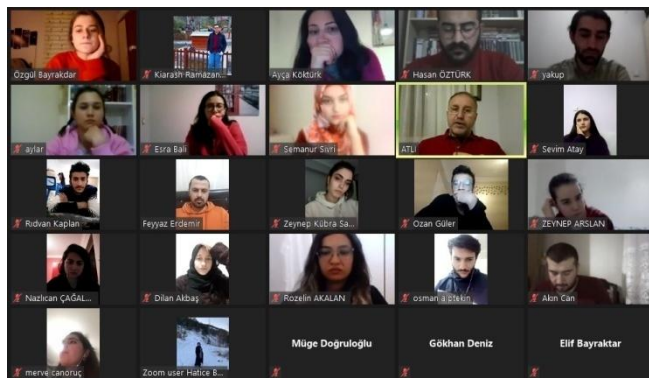 Özgül Bayrakdar
Kiarash Ramazan...
Ayça Köktürk
Hasan ÖZTÜRK
yakup
aylar
Esra Bali
Semanur Sivri
ATLI
Sevim Atay
Rıdvan Kaplan
Feyyaz Erdemir
Zeynep Kübra Sa...
Ozan Güler
ZEYNEP ARSLAN
Nazlıcan ÇAĞAL...
Dilan Akbaş
Rozelin AKALAN
osman alptekin
Akın Can
merve canoruç
Zoom user Hatice B...
Müge Doğruloğlu
Gökhan Deniz
Elif Bayraktar